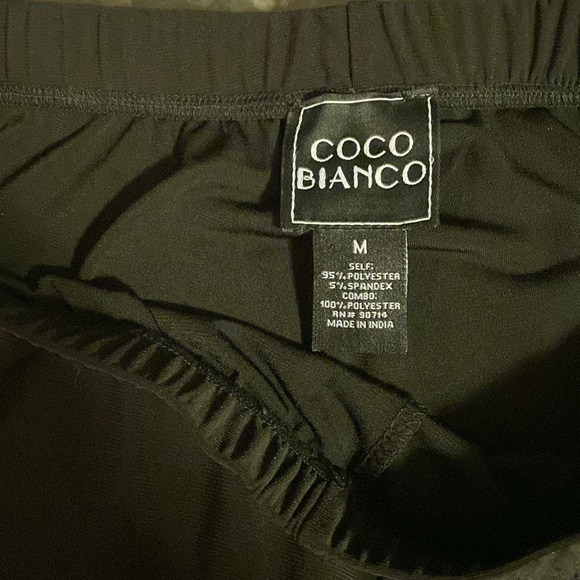 COCO
BIANCO
M
SELF:
95% POLYESTER
5% SPANDEX
COMBO:
100% POLYESTER
RN# 90714
MADE IN INDIA